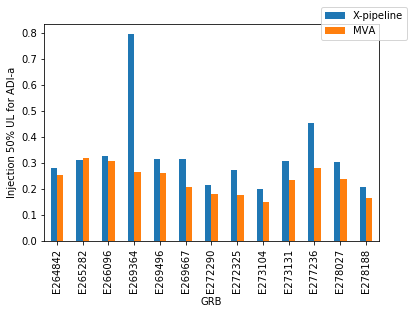 X-pipeline
MVA
Injection 50% UL for ADI-a
0.8
0.7
0.6
0.5
0.4
0.3
0.2
0.1
0.0
E264842
E265282
E266096
E269364
E269496
E269667
E272290
E272325
E273104
E273131
E277236
E278027
E278188
GRB